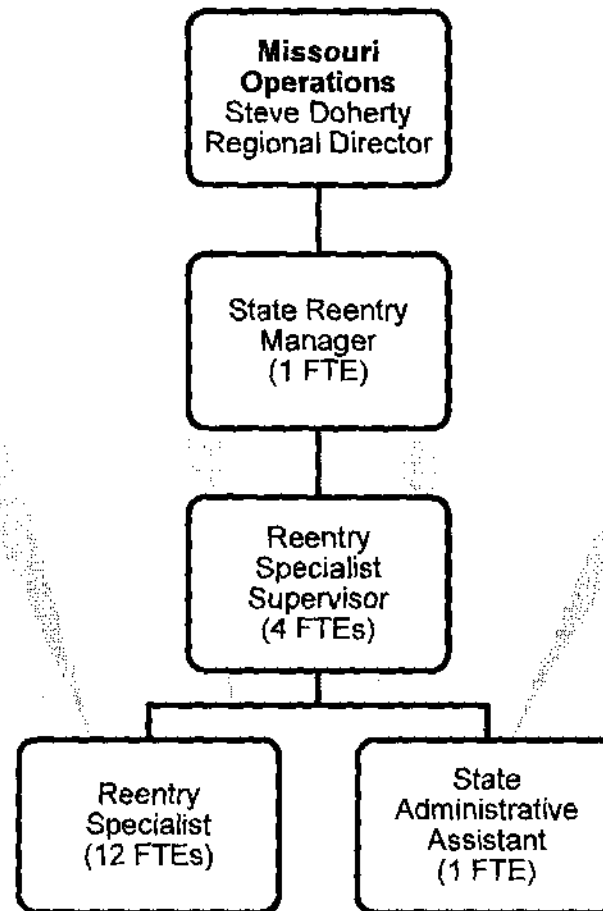 Missouri
Operations
Steve Doherty
Regional Director
State Reentry
Manager
(1 FTE)
Reentry
Specialist
Supervisor
(4 FTEs)
Reentry
Specialist
(12 FTEs)
State
Administrative
Assistant
(1 FTE)